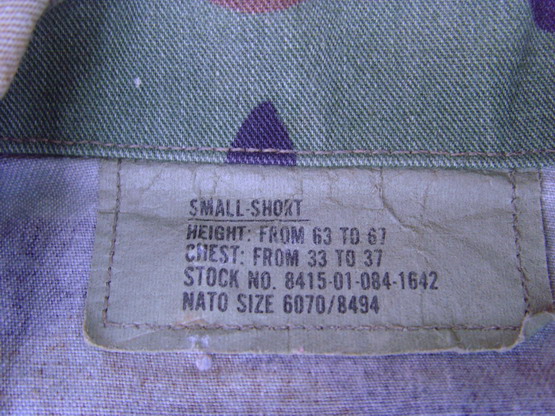 SMALL-SHORT
HEIGHT: FROM 63 TO 67
CHEST: FROM 33 TO 37
STOCK NO. 8415-01-084-1642
NATO SIZE 6070/8494